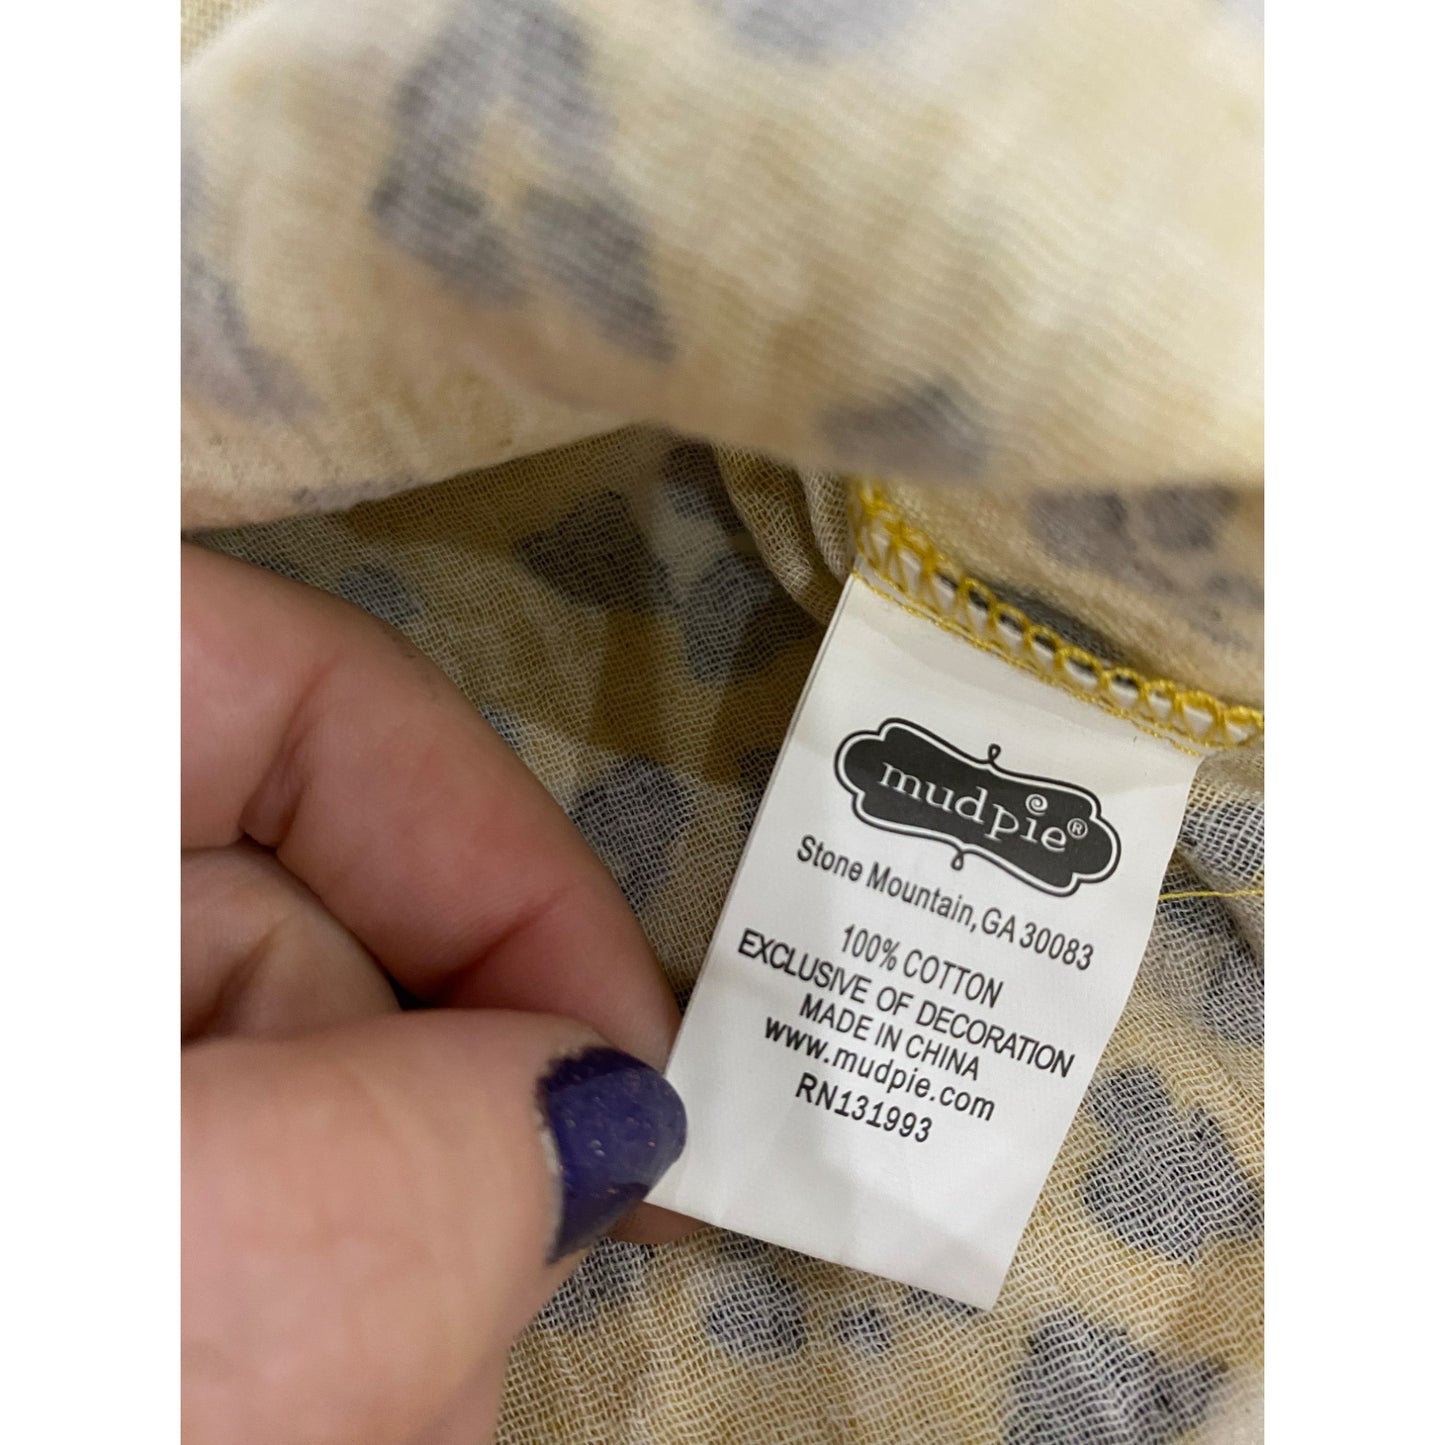 mudpie®
Stone Mountain, GA 30083
100% COTTON
EXCLUSIVE OF DECORATION
MADE IN CHINA
www.mudpie.com
RN131993